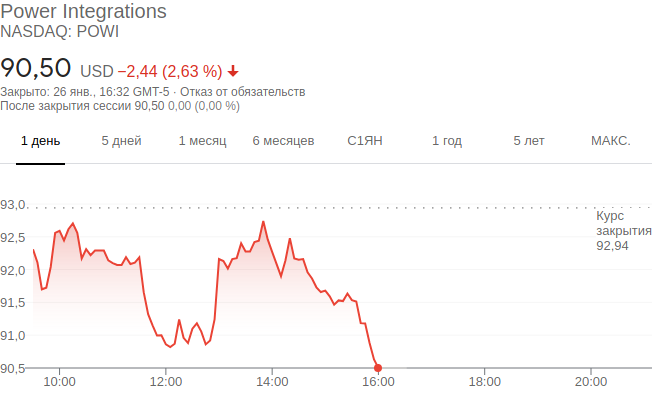 Power Integrations
NASDAQ: POWI
90,50 USD −2,44 (2,63 %)
Закрыто: 26 янв., 16:32 GMT-5 · Отказ от обязательств
После закрытия сессии 90,50 0,00 (0,00 %)
1 день 5 дней 1 месяц 6 месяцев С1ЯН 1 год 5 лет МАКС.
93,0
Курс
закрытия
92,94
92,5
92,0
91,5
91,0
90,5
10:00 12:00 14:00 16:00 18:00 20:00